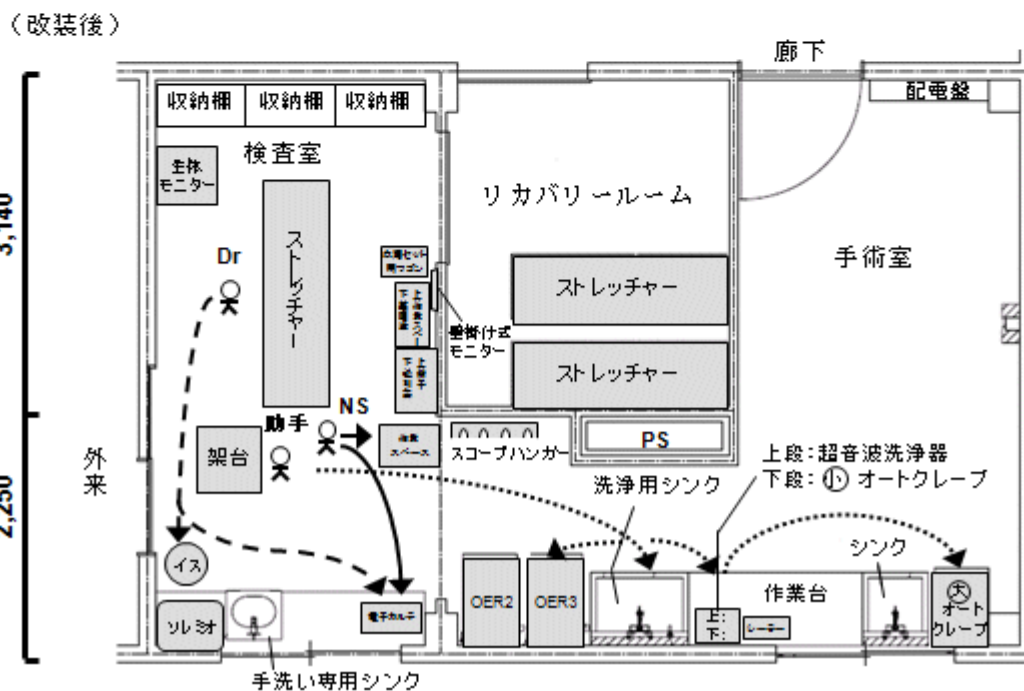 （改装後）
廊下
収納棚
収納棚
収納棚
配電盤
検査室
生体
モニター
リカバリールーム
手術室
3,140
Dr
ストレッチャー
ストレッチャー
壁掛け式
モニター
ストレッチャー
NS
助手
架台
スペース
スコープハンガー
PS
外来
2,250
上段：超音波洗浄器
下段：㊙
洗浄用シンク
シンク
イス
OER2
OER3
作業台
上：
下：
シーラー
大
オート
クレーブ
電子カルテ
ソレミオ
手洗い専用シンク